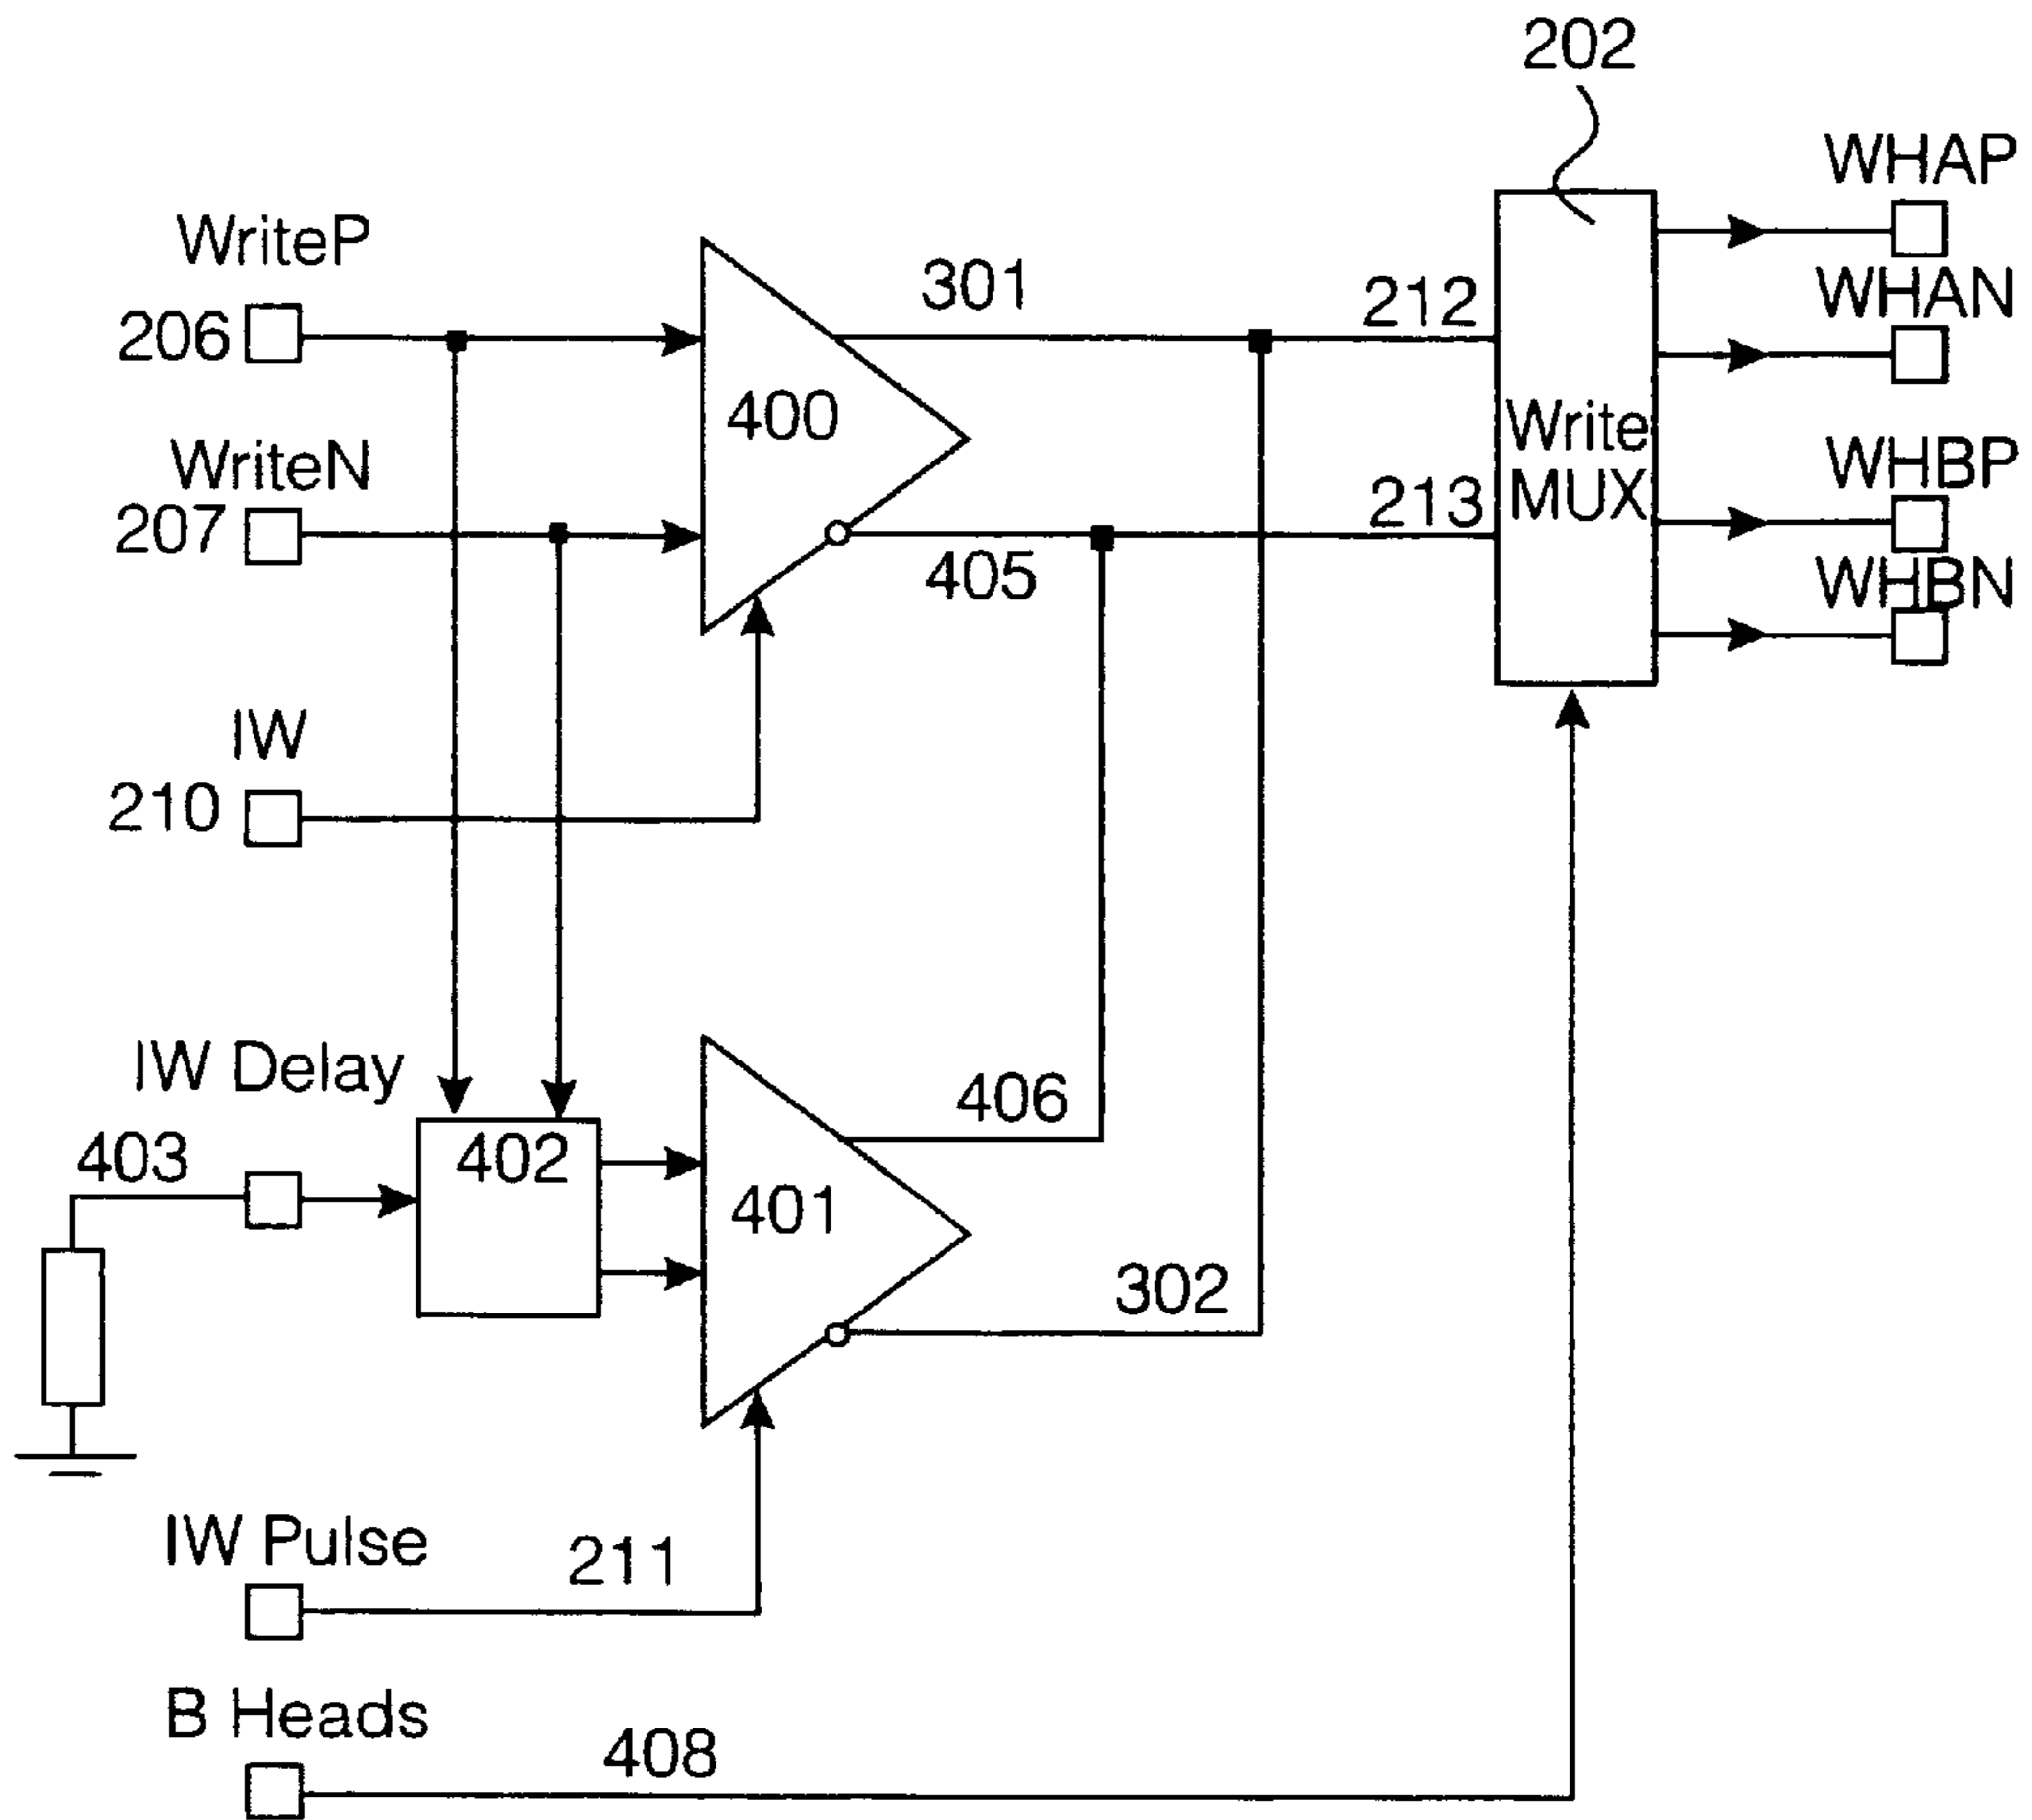 202
WHAP
WriteP
301
212
WHAN
206
400
Write
MUX
WHBP
WriteN
213
207
405
WHBN
IW
210
IW Delay
406
403
402
401
302
IW Pulse
211
B Heads
408